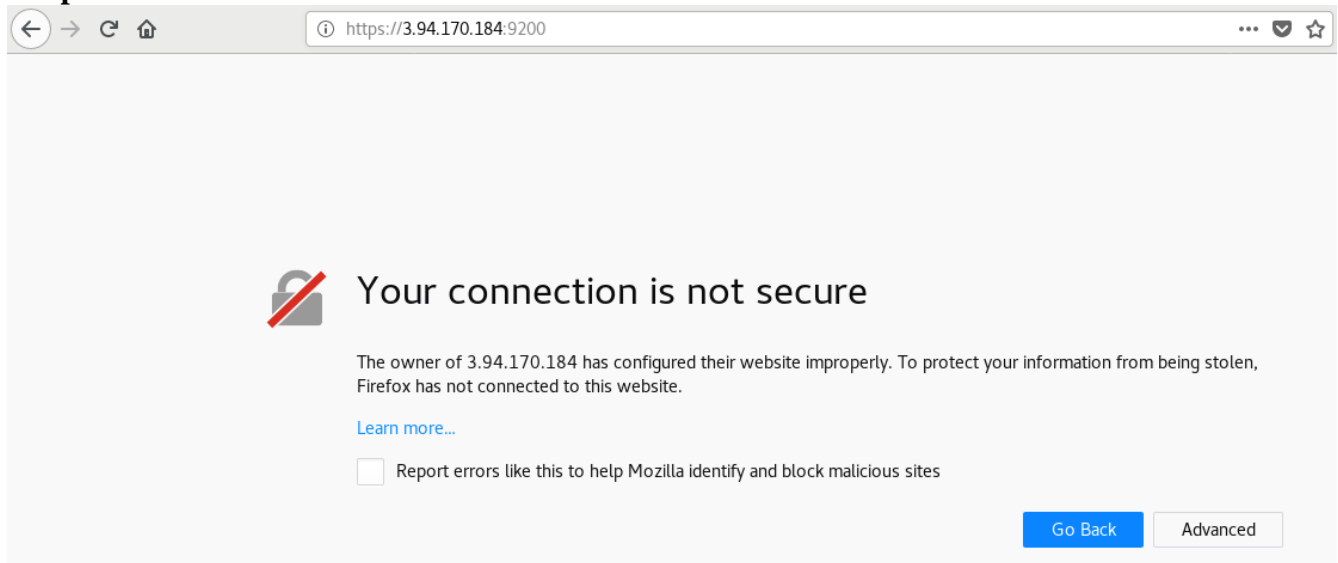 https://3.94.170.184:9200
Your connection is not secure
The owner of 3.94.170.184 has configured their website improperly. To protect your information from being stolen,
Firefox has not connected to this website.
Learn more...
Report errors like this to help Mozilla identify and block malicious sites
Go Back Advanced